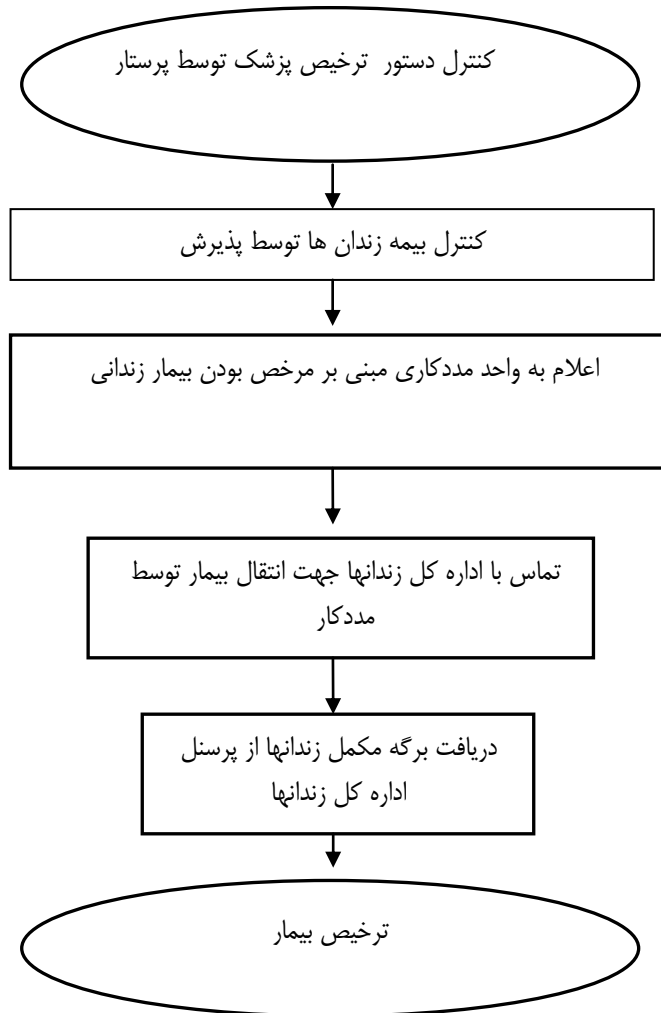 کنترل دستور ترخیص پزشک توسط پرستار
کنترل بیمه زندان ها توسط پذیرش
اعلام به واحد مددکاری مبنی بر مرخص بودن بیمار زندانی
تماس با اداره کل زندانها جهت انتقال بیمار توسط
مددکار
دریافت برگه مکمل زندانها از پرسنل
اداره کل زندانها
ترخیص بیمار